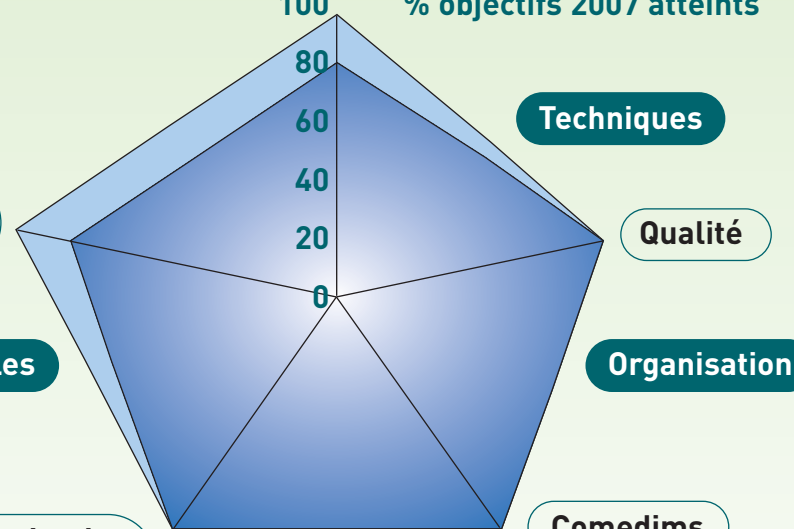 100 % objectifs 2007 atteints
80
Techniques
60
40
Qualité
20
0
Organisation
Comedims